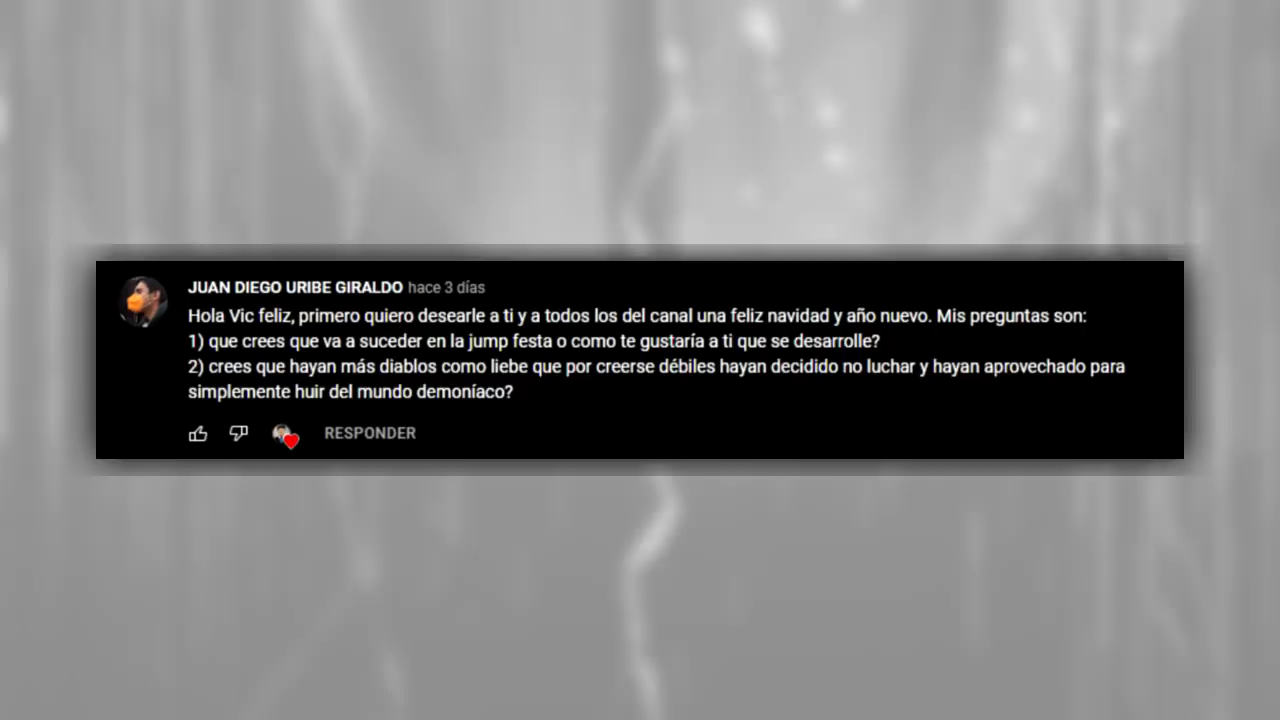 JUAN DIEGO URIBE GIRALDO hace 3 días
Hola Vic feliz, primero quiero desearle a ti y a todos los del canal una feliz navidad y año nuevo. Mis preguntas son:
1) que crees que va a suceder en la jump festa o como te gustaría a ti que se desarrolle?
2) crees que hayan más diablos como liebe que por creerse débiles hayan decidido no luchar y hayan aprovechado para
simplemente huir del mundo demoníaco?
RESPONDER